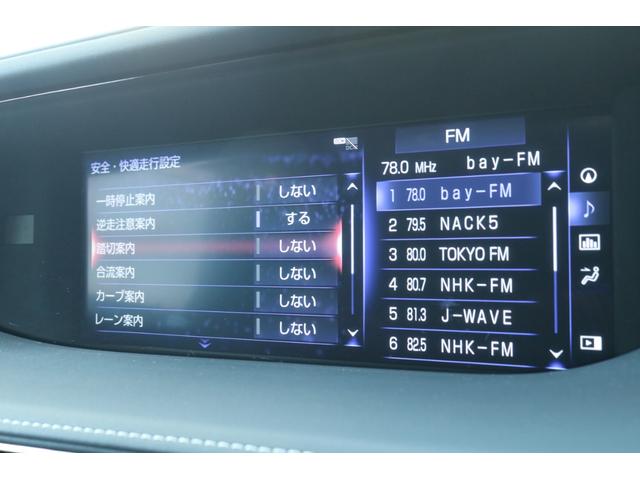 安全・快適走行設定
一時停止案内 しない
逆走注意案内 する
踏切案内 しない
合流案内 しない
カーブ案内 しない
レーン案内 しない
FM
78.0 MHz bay-FM
1 78.0 bay-FM
2 79.5 NACK5
3 80.0 TOKYO FM
4 80.7 NHK-FM
5 81.3 J-WAVE
6 82.5 NHK-FM